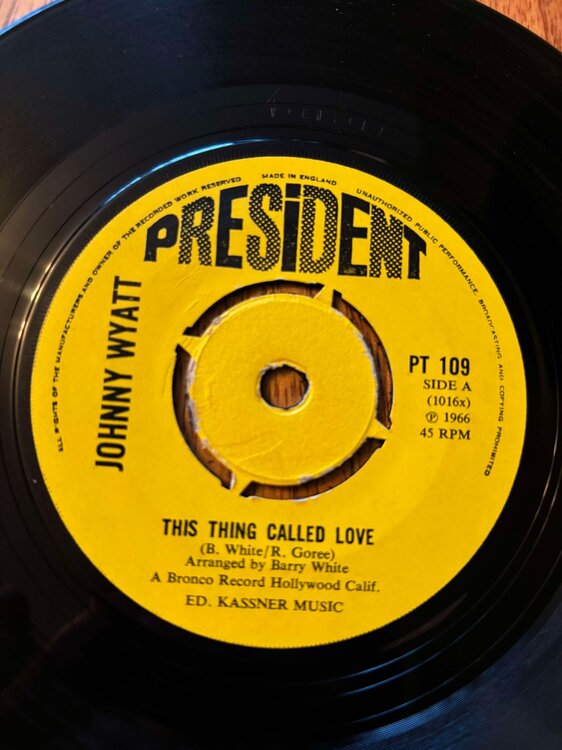 ALL RIGHTS OF THE MANUFACTURERS AND OWNER OF THE RECORDED WORK RESERVED
MADE IN ENGLAND
UNAUTHORIZED PUBLIC PERFORMANCE, BROADCASTING AND COPYING PROHIBITED
PRESIDENT
JOHNNY WYATT
PT 109
SIDE A
(1016x)
℗ 1966
45 RPM
THIS THING CALLED LOVE
(B. White/R. Goree)
Arranged by Barry White
A Bronco Record Hollywood Calif.
ED. KASSNER MUSIC